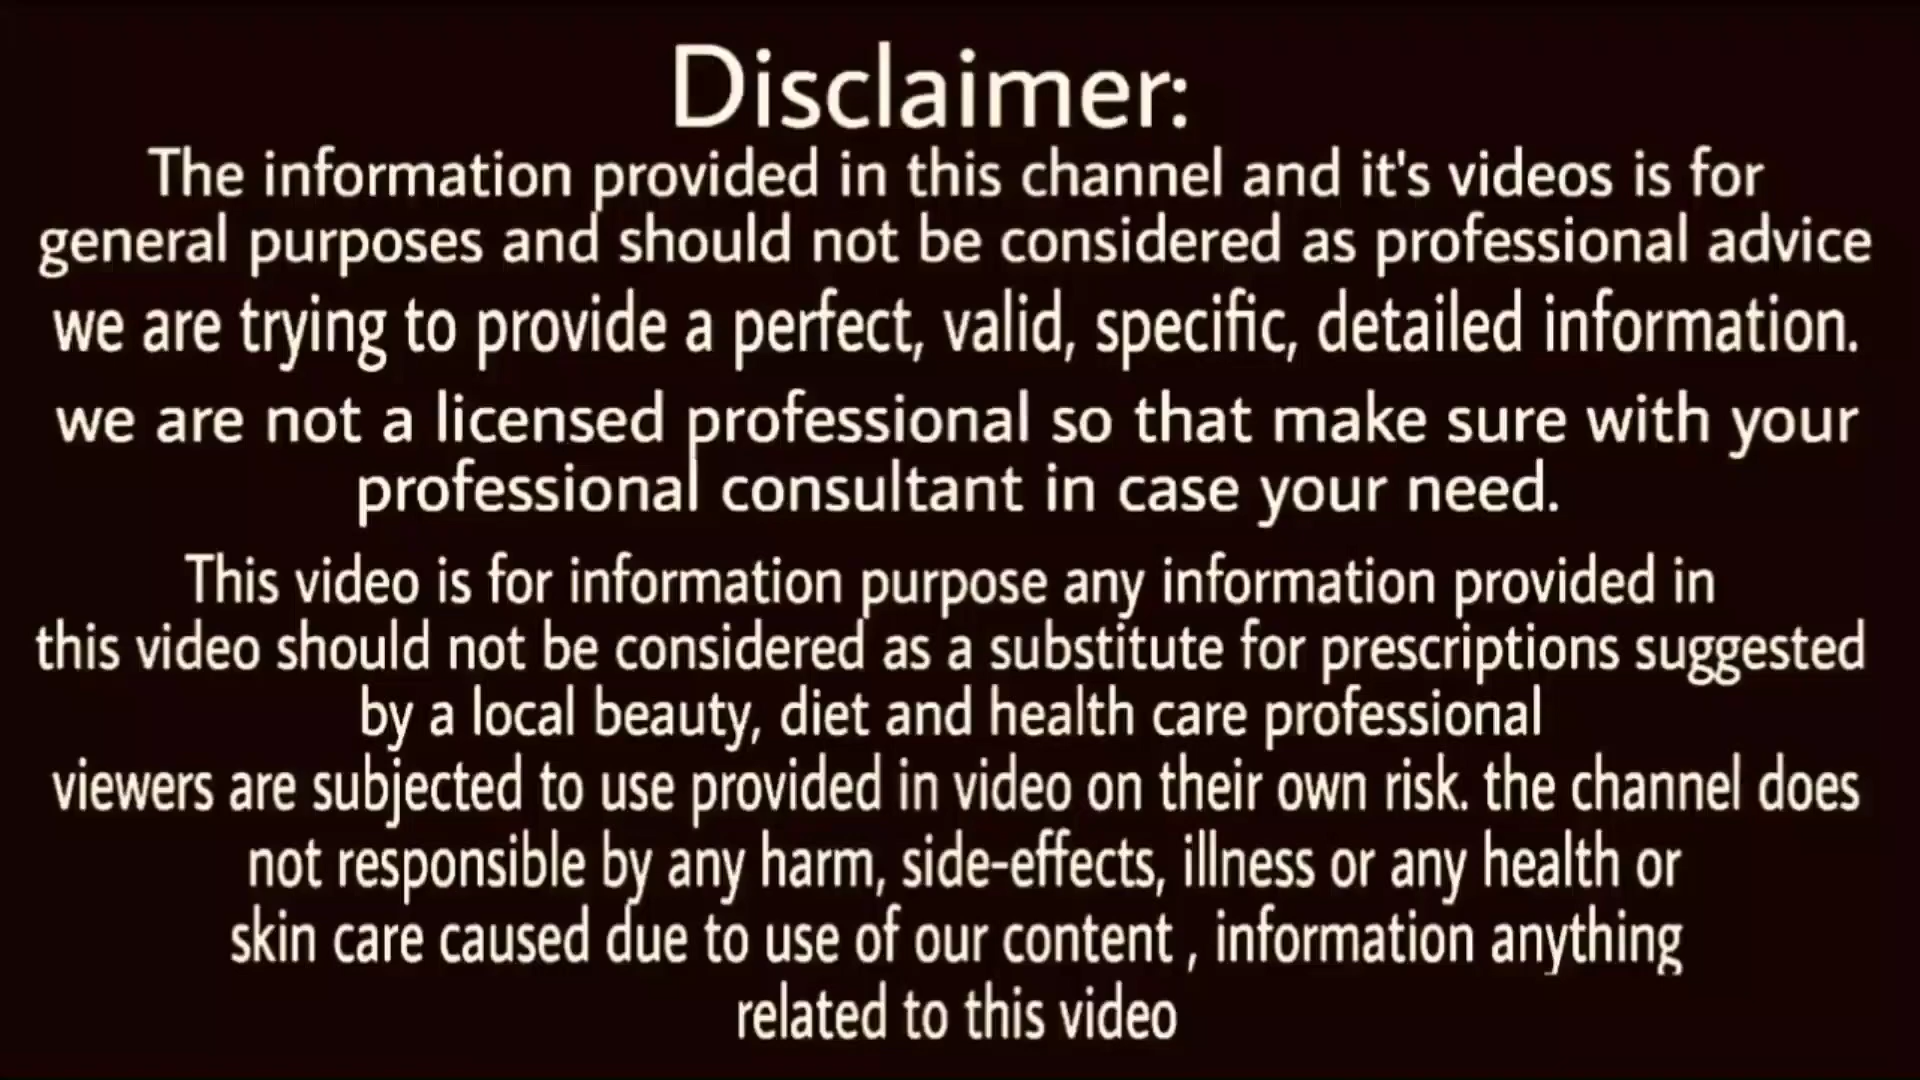 Disclaimer:
The information provided in this channel and it's videos is for
general purposes and should not be considered as professional advice
we are trying to provide a perfect, valid, specific, detailed information.
we are not a licensed professional so that make sure with your
professional consultant in case your need.
This video is for information purpose any information provided in
this video should not be considered as a substitute for prescriptions suggested
by a local beauty, diet and health care professional
viewers are subjected to use provided in video on their own risk. the channel does
not responsible by any harm, side-effects, illness or any health or
skin care caused due to use of our content , information anything
related to this video